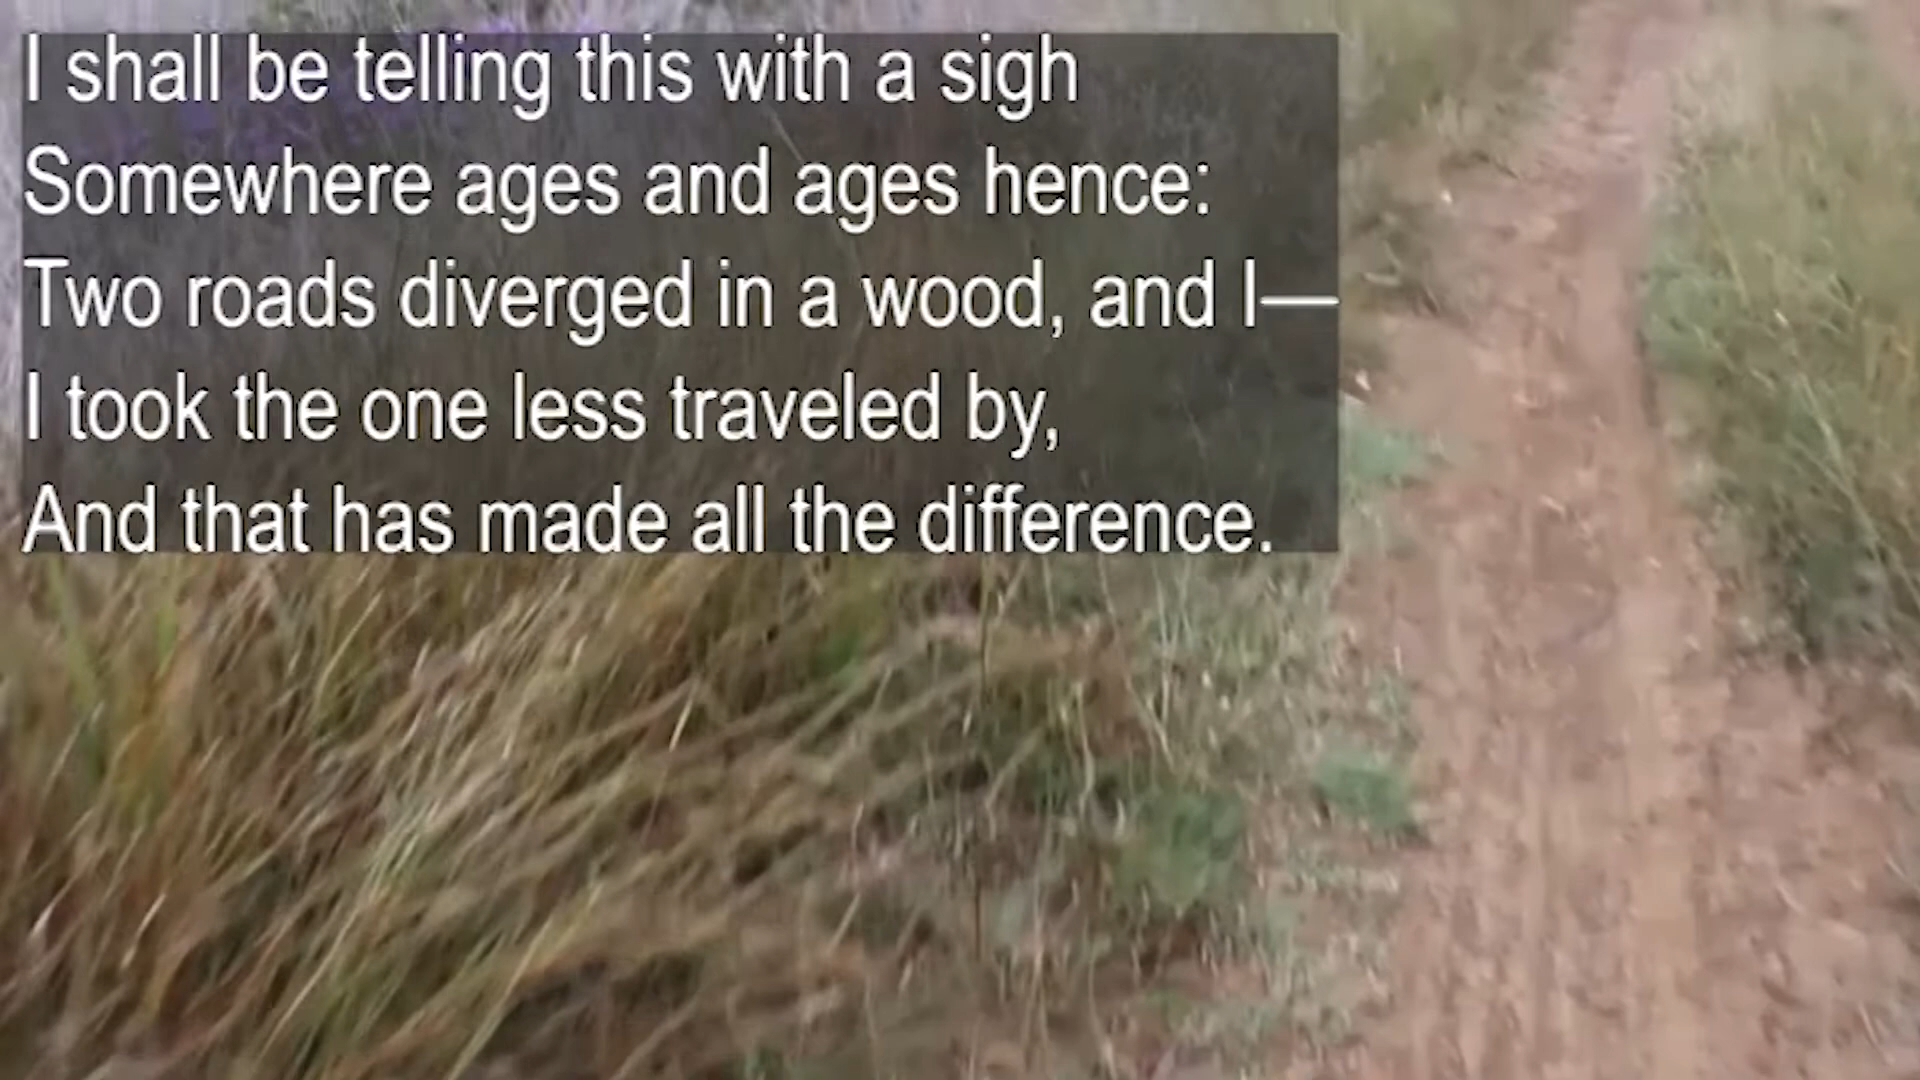 I shall be telling this with a sigh
Somewhere ages and ages hence:
Two roads diverged in a wood, and I—
I took the one less traveled by,
And that has made all the difference.